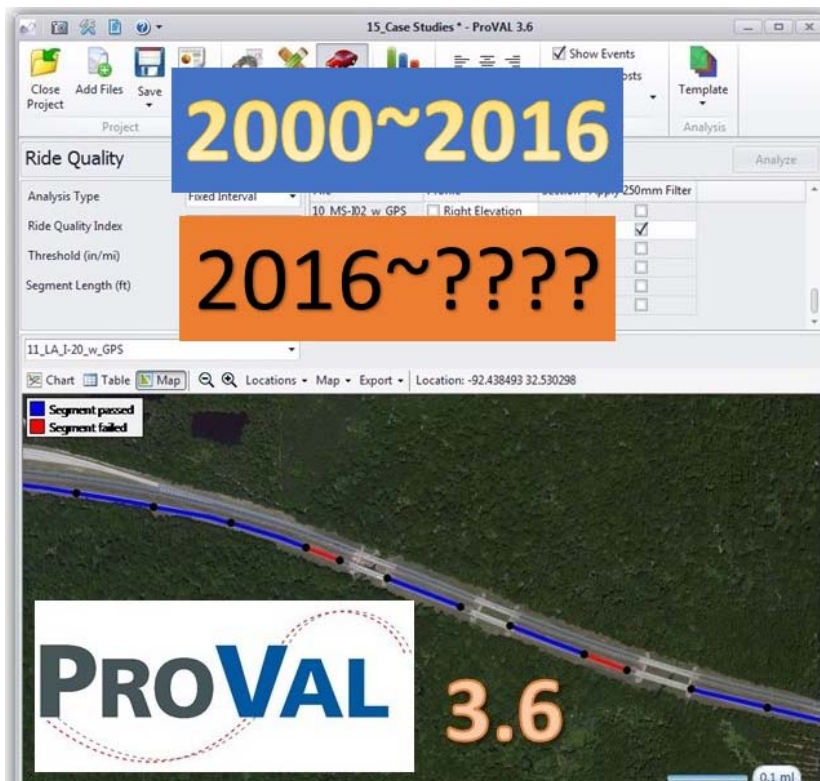 15_Case Studies * - ProVAL 3.6
Show Events
Close Project
Add Files
Save
Template
Project
Analysis
2000~2016
Ride Quality
Analyze
Analysis Type
Fixed Interval
250mm Filter
10_MS-I02_w_GPS
Right Elevation
Ride Quality Index
Threshold (in/mi)
Segment Length (ft)
2016~????
11_LA_I-20_w_GPS
Chart Table Map Locations Map Export Location: -92.438493 32.530298
Segment passed
Segment failed
PROVAL
3.6
0.1 mi